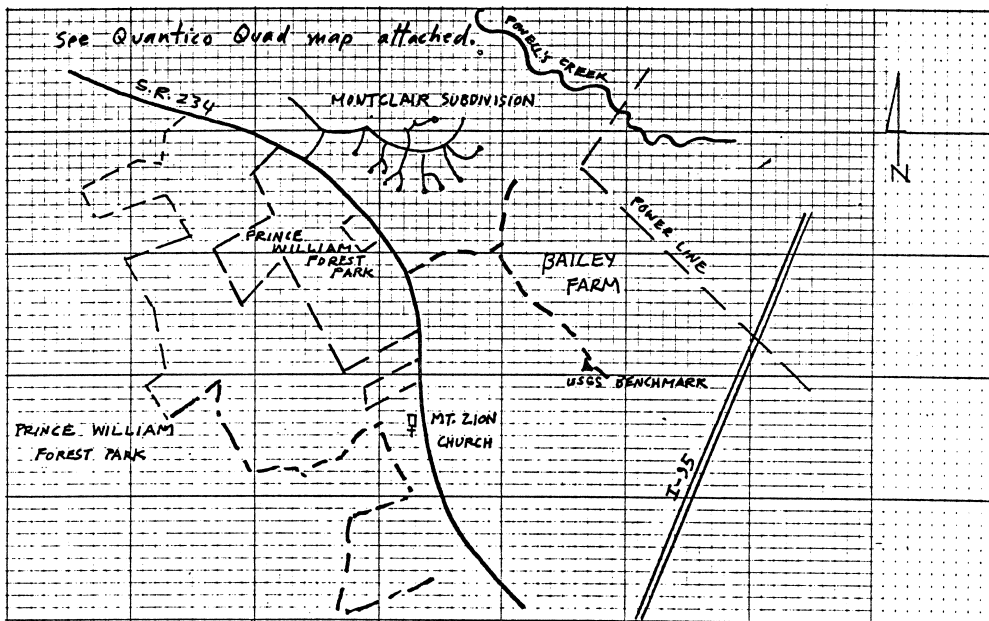 See Quantico Quad map attached.
POWELL'S CREEK
S.R. 234
MONTCLAIR SUBDIVISION
N
POWER LINE
PRINCE
WILLIAM
FOREST
PARK
BAILEY
FARM
USGS BENCHMARK
MT. ZION
CHURCH
PRINCE WILLIAM
FOREST PARK
I-95